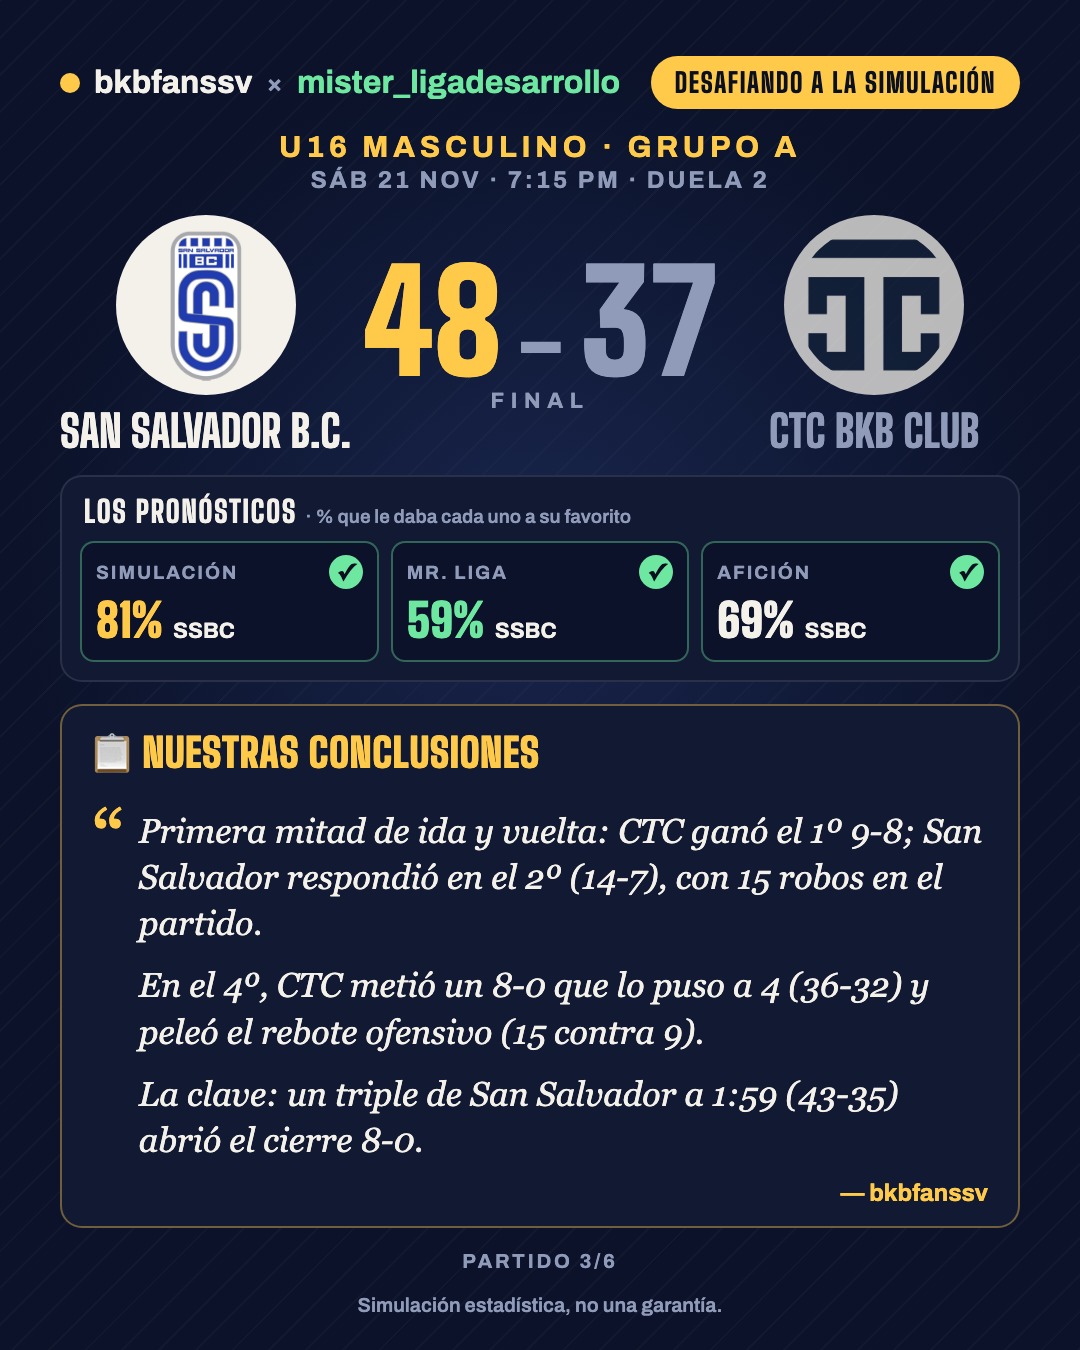 bkbfanssv × mister_ligadesarrollo
DESAFIANDO A LA SIMULACIÓN
U16 MASCULINO · GRUPO A
SÁB 21 NOV · 7:15 PM · DUELA 2
SAN SALVADOR
BC
S
48 – 37
FINAL
CTC
SAN SALVADOR B.C.
CTC BKB CLUB
LOS PRONÓSTICOS · % que le daba cada uno a su favorito
SIMULACIÓN
81% SSBC
MR. LIGA
59% SSBC
AFICIÓN
69% SSBC
📋 NUESTRAS CONCLUSIONES
“ Primera mitad de ida y vuelta: CTC ganó el 1º 9-8; San
Salvador respondió en el 2º (14-7), con 15 robos en el
partido.
En el 4º, CTC metió un 8-0 que lo puso a 4 (36-32) y
peleó el rebote ofensivo (15 contra 9).
La clave: un triple de San Salvador a 1:59 (43-35)
abrió el cierre 8-0.
— bkbfanssv
PARTIDO 3/6
Simulación estadística, no una garantía.